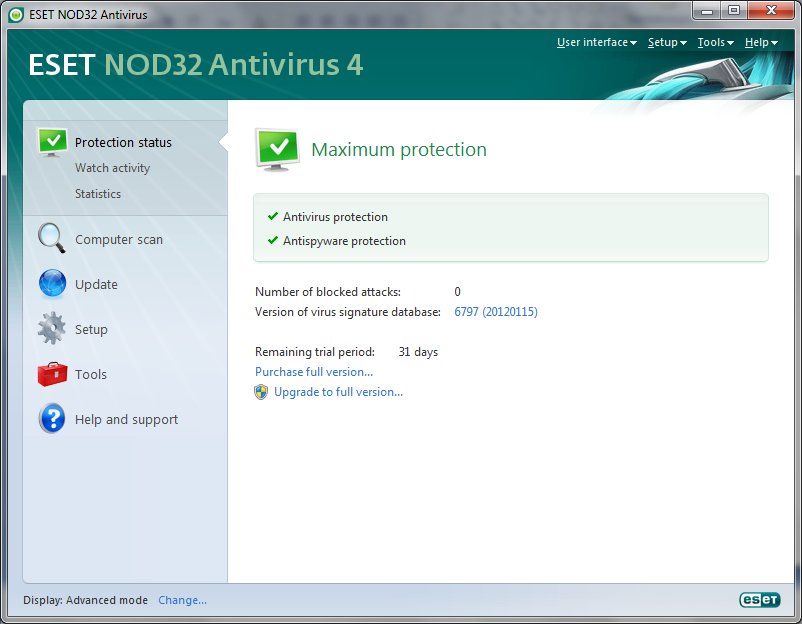 ESET NOD32 Antivirus
User interface Setup Tools Help
ESET NOD32 Antivirus 4
Protection status
Watch activity
Statistics
Computer scan
Update
Setup
Tools
Help and support
Maximum protection
Antivirus protection
Antispyware protection
Number of blocked attacks: 0
Version of virus signature database: 6797 (20120115)
Remaining trial period: 31 days
Purchase full version...
Upgrade to full version...
Display: Advanced mode Change...
eseT